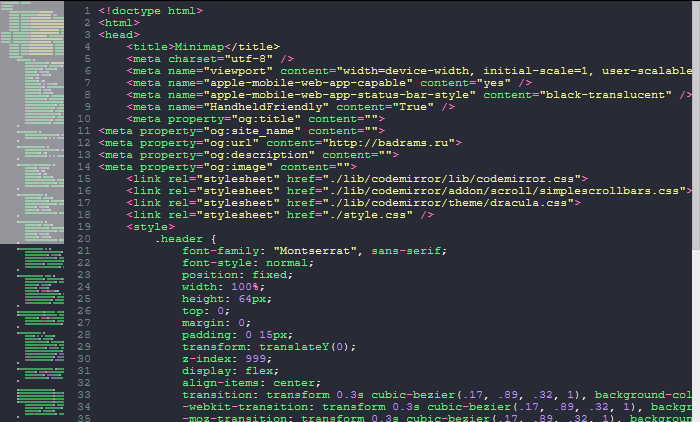 1 <!doctype html>
2 <html>
3 <head>
4 <title>Minimap</title>
5 <meta charset="utf-8" />
6 <meta name="viewport" content="width=device-width, initial-scale=1, user-scalable
7 <meta name="apple-mobile-web-app-capable" content="yes" />
8 <meta name="apple-mobile-web-app-status-bar-style" content="black-translucent" />
9 <meta name="HandheldFriendly" content="True" />
10 <meta property="og:title" content="">
11 <meta property="og:site_name" content="">
12 <meta property="og:url" content="http://badrams.ru">
13 <meta property="og:description" content="">
14 <meta property="og:image" content="">
15 <link rel="stylesheet" href="./lib/codemirror/lib/codemirror.css">
16 <link rel="stylesheet" href="./lib/codemirror/addon/scroll/simplescrollbars.css">
17 <link rel="stylesheet" href="./lib/codemirror/theme/dracula.css">
18 <link rel="stylesheet" href="./style.css" />
19 <style>
20 .header {
21 font-family: "Montserrat", sans-serif;
22 font-style: normal;
23 position: fixed;
24 width: 100%;
25 height: 64px;
26 top: 0;
27 margin: 0;
28 padding: 0 15px;
29 transform: translateY(0);
30 z-index: 999;
31 display: flex;
32 align-items: center;
33 transition: transform 0.3s cubic-bezier(.17, .89, .32, 1), background-col
34 -webkit-transition: transform 0.3s cubic-bezier(.17, .89, .32, 1), backgr
35 -moz-transition: transform 0.3s cubic-bezier(.17, .89, .32, 1), backgroun